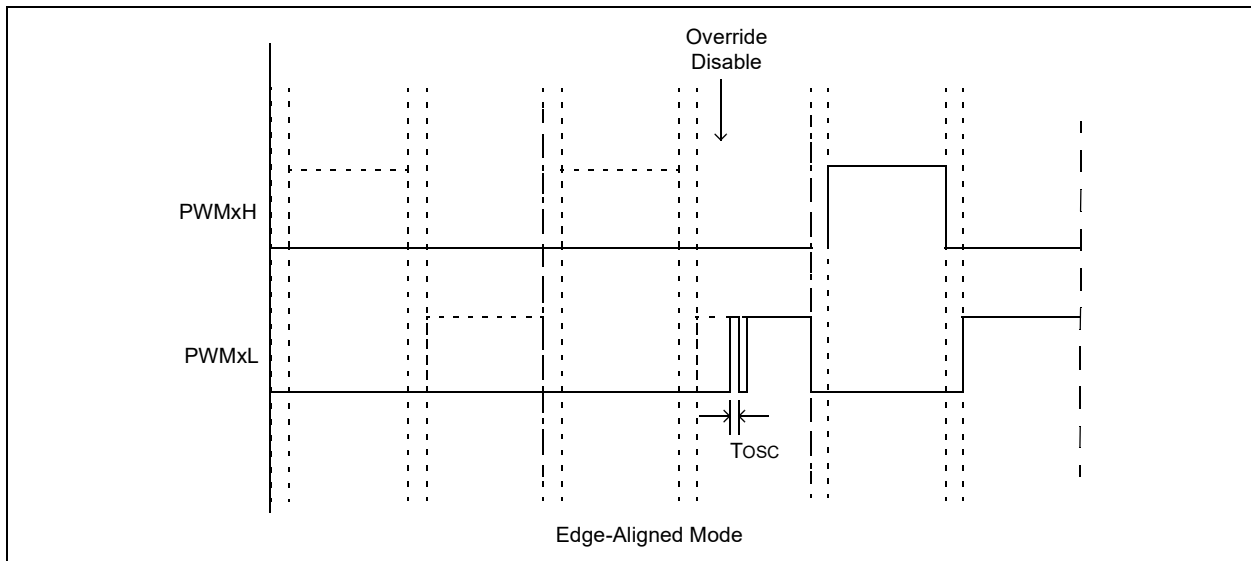 Override
Disable
PWMxH
PWMxL
TOSC
Edge-Aligned Mode